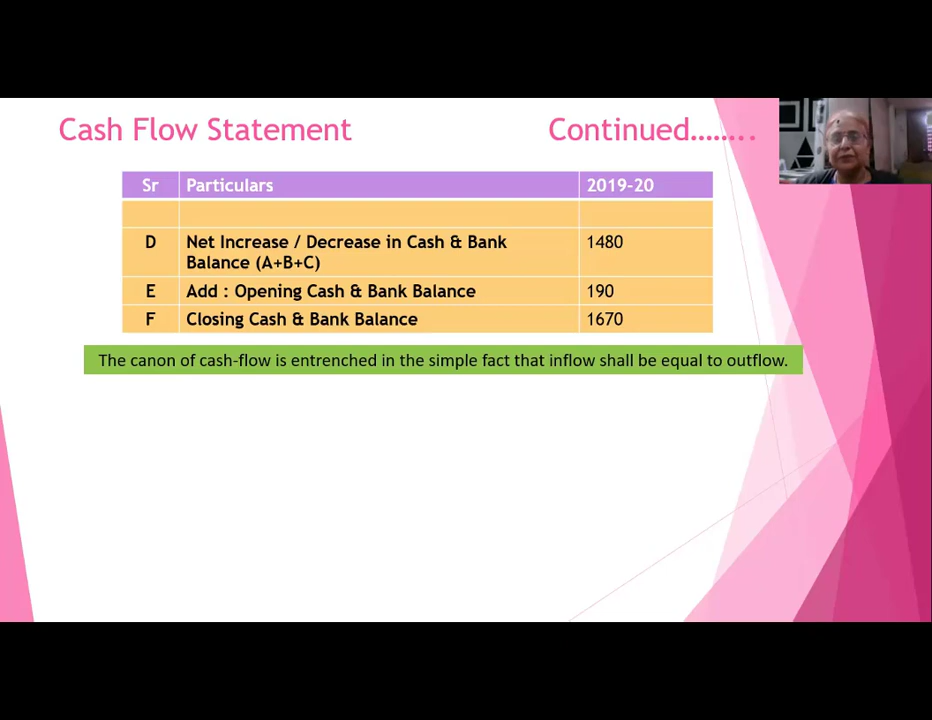 Cash Flow Statement Continued……..
Sr Particulars 2019-20
D Net Increase / Decrease in Cash & Bank 1480
Balance (A+B+C)
E Add : Opening Cash & Bank Balance 190
F Closing Cash & Bank Balance 1670
The canon of cash-flow is entrenched in the simple fact that inflow shall be equal to outflow.